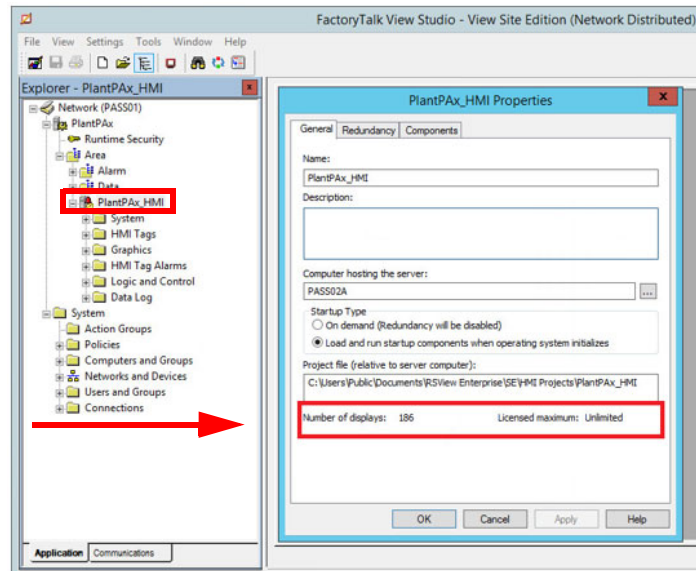 FactoryTalk View Studio - View Site Edition (Network Distributed)
File View Settings Tools Window Help
Explorer - PlantPAx_HMI
Network (PASS01)
PlantPAx
Runtime Security
Area
Alarm
Data
PlantPAx_HMI
System
HMI Tags
Graphics
HMI Tag Alarms
Logic and Control
Data Log
System
Action Groups
Policies
Computers and Groups
Networks and Devices
Users and Groups
Connections
Application Communications
PlantPAx_HMI Properties
General Redundancy Components
Name:
PlantPAx_HMI
Description:
Computer hosting the server:
PASS02A
...
Startup Type
On demand (Redundancy will be disabled)
Load and run startup components when operating system initializes
Project file (relative to server computer):
C:\Users\Public\Documents\RSView Enterprise\SE\HMI Projects\PlantPAx_HMI
Number of displays: 186 Licensed maximum: Unlimited
OK Cancel Apply Help